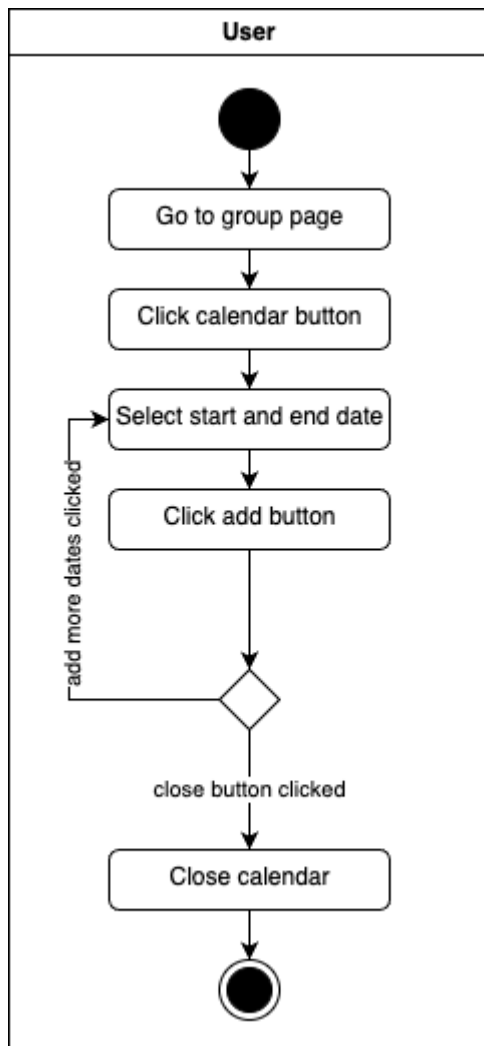 User
Go to group page
Click calendar button
Select start and end date
Click add button
add more dates clicked
close button clicked
Close calendar